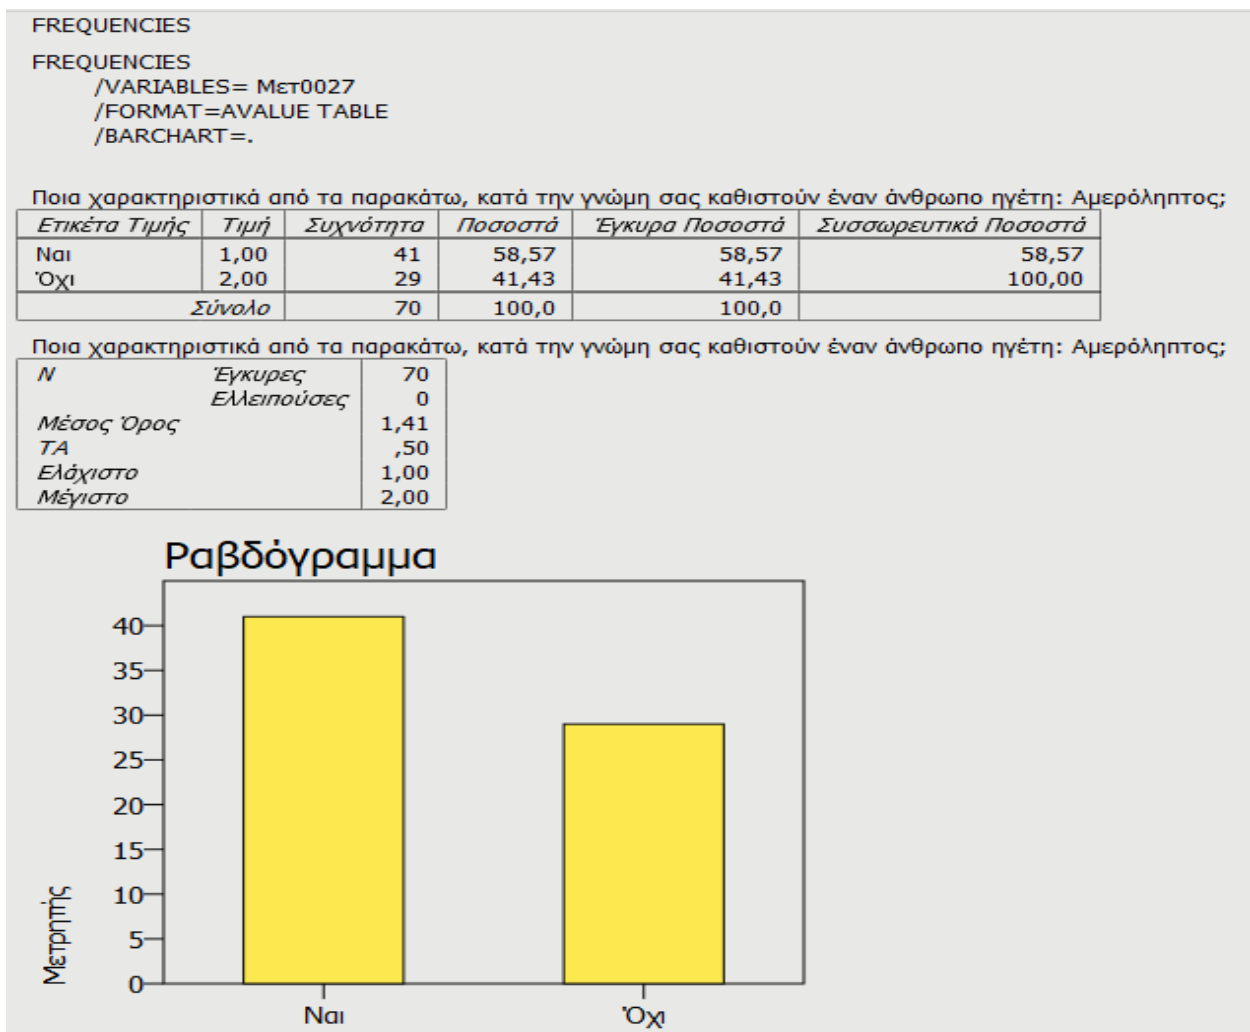 FREQUENCIES
FREQUENCIES
/VARIABLES= Μετ0027
/FORMAT=AVALUE TABLE
/BARCHART=.
Ποια χαρακτηριστικά από τα παρακάτω, κατά την γνώμη σας καθιστούν έναν άνθρωπο ηγέτη: Αμερόληπτος;
Ετικέτα Τιμής Τιμή Συχνότητα Ποσοστά Έγκυρα Ποσοστά Συσσωρευτικά Ποσοστά
Ναι 1,00 41 58,57 58,57 58,57
Όχι 2,00 29 41,43 41,43 100,00
Σύνολο 70 100,0 100,0
Ποια χαρακτηριστικά από τα παρακάτω, κατά την γνώμη σας καθιστούν έναν άνθρωπο ηγέτη: Αμερόληπτος;
N Έγκυρες 70
Ελλειπούσες 0
Μέσος Όρος 1,41
ΤΑ ,50
Ελάχιστο 1,00
Μέγιστο 2,00
Ραβδόγραμμα
40
35
30
25
20
15
10
5
0
Μετρητής
Ναι Όχι